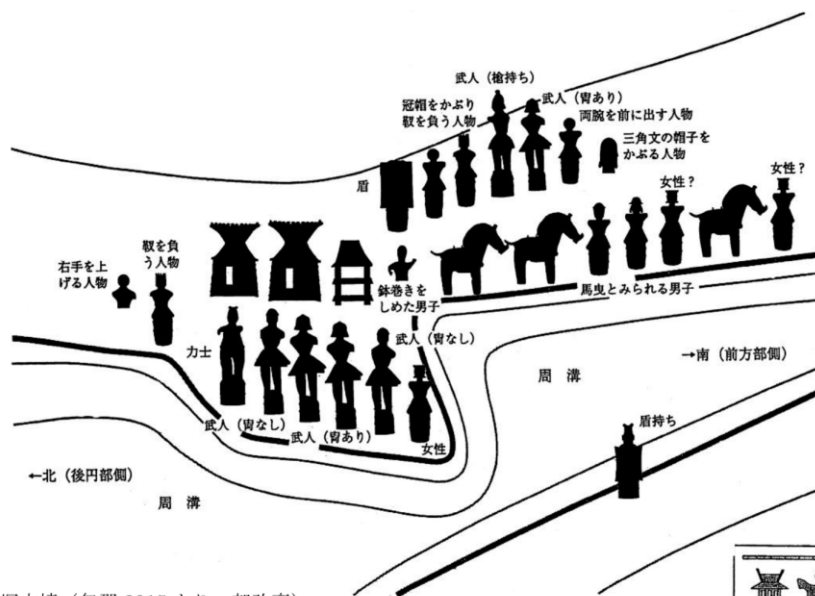 武人（槍持ち）
冠帽をかぶり
靫を負う人物
武人（冑あり）
両腕を前に出す人物
三角文の帽子を
かぶる人物
盾
女性？
女性？
右手を上
げる人物
靫を負
う人物
鉢巻きを
しめた男子
馬曳とみられる男子
力士
武人（冑なし）
武人（冑なし）
武人（冑あり）
女性
→南（前方部側）
周　溝
盾持ち
←北（後円部側）
周　溝